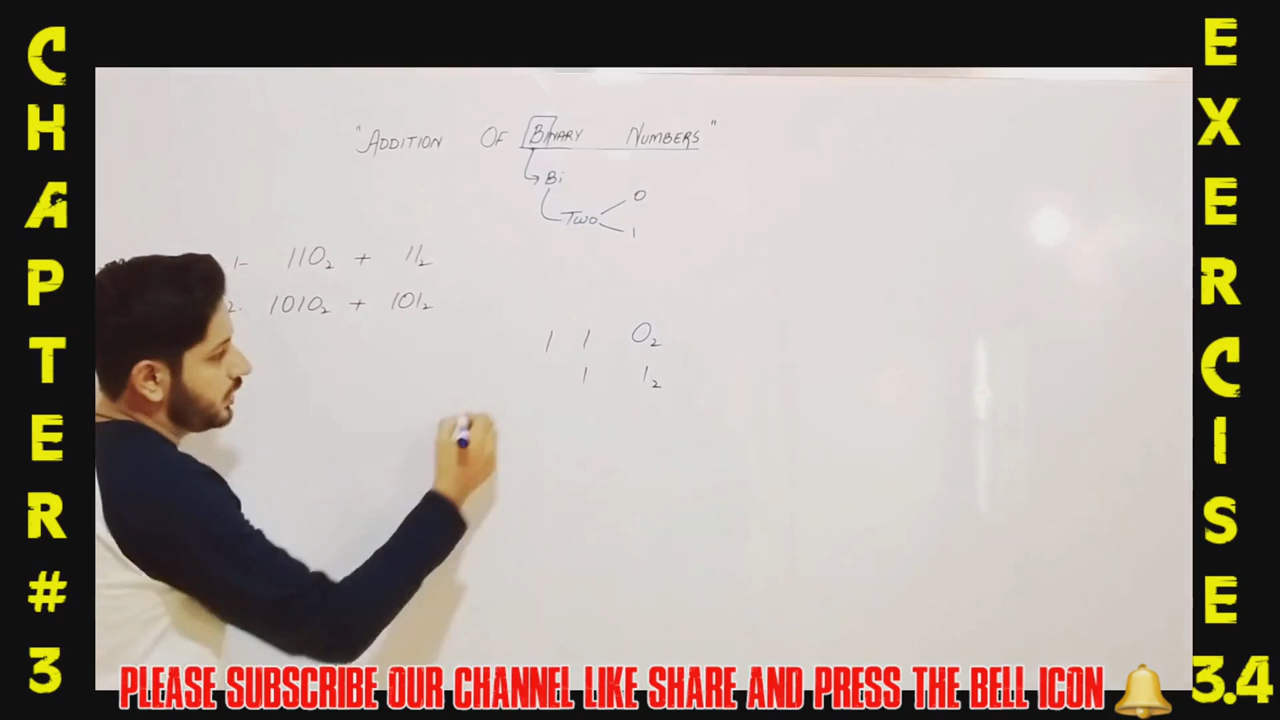 CHAPTER # 3
"ADDITION OF BINARY NUMBERS"
Bi
Two
0
1
1- 110₂ + 11₂
2. 1010₂ + 101₂
1 1 0₂
1 1₂
EXERCISE 3.4
PLEASE SUBSCRIBE OUR CHANNEL LIKE SHARE AND PRESS THE BELL ICON 🔔